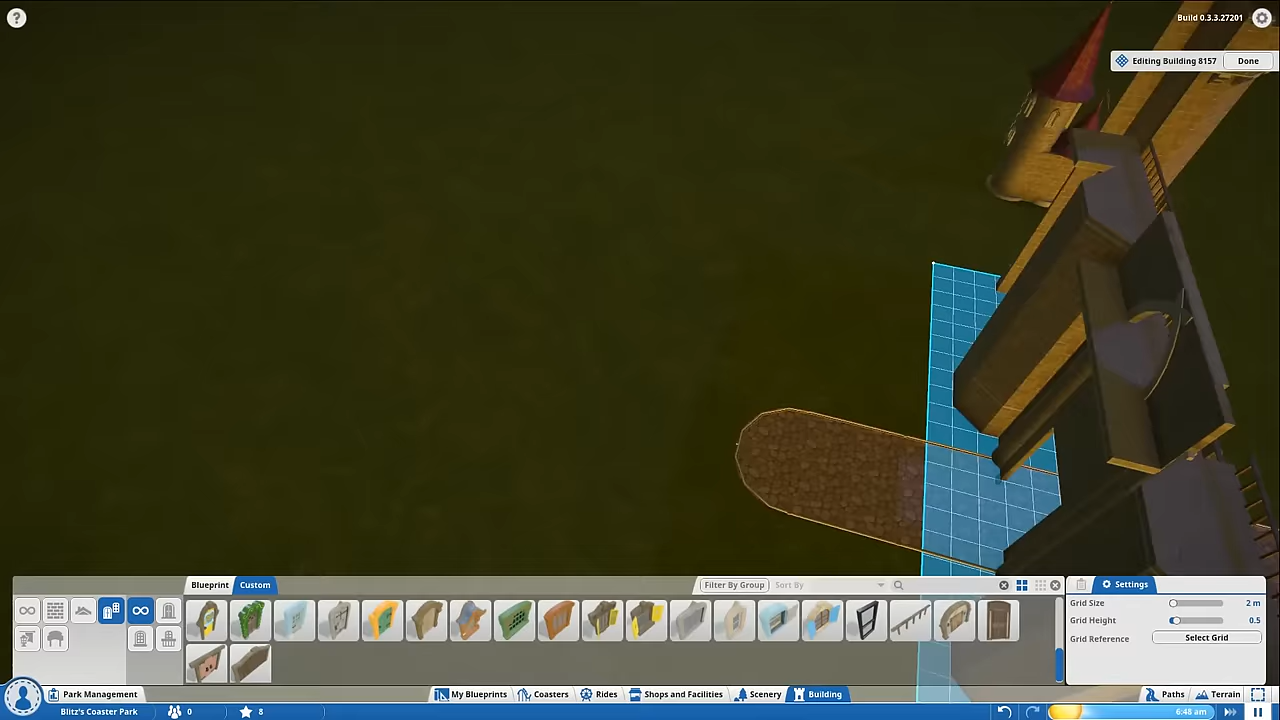 ?
Build 0.3.3.27201
Editing Building 8157
Done
Blueprint
Custom
Filter By Group
Sort By
Settings
Grid Size
2 m
Grid Height
0.5
Grid Reference
Select Grid
Park Management
My Blueprints
Coasters
Rides
Shops and Facilities
Scenery
Building
Paths
Terrain
Blitz's Coaster Park
0
8
6:48 am